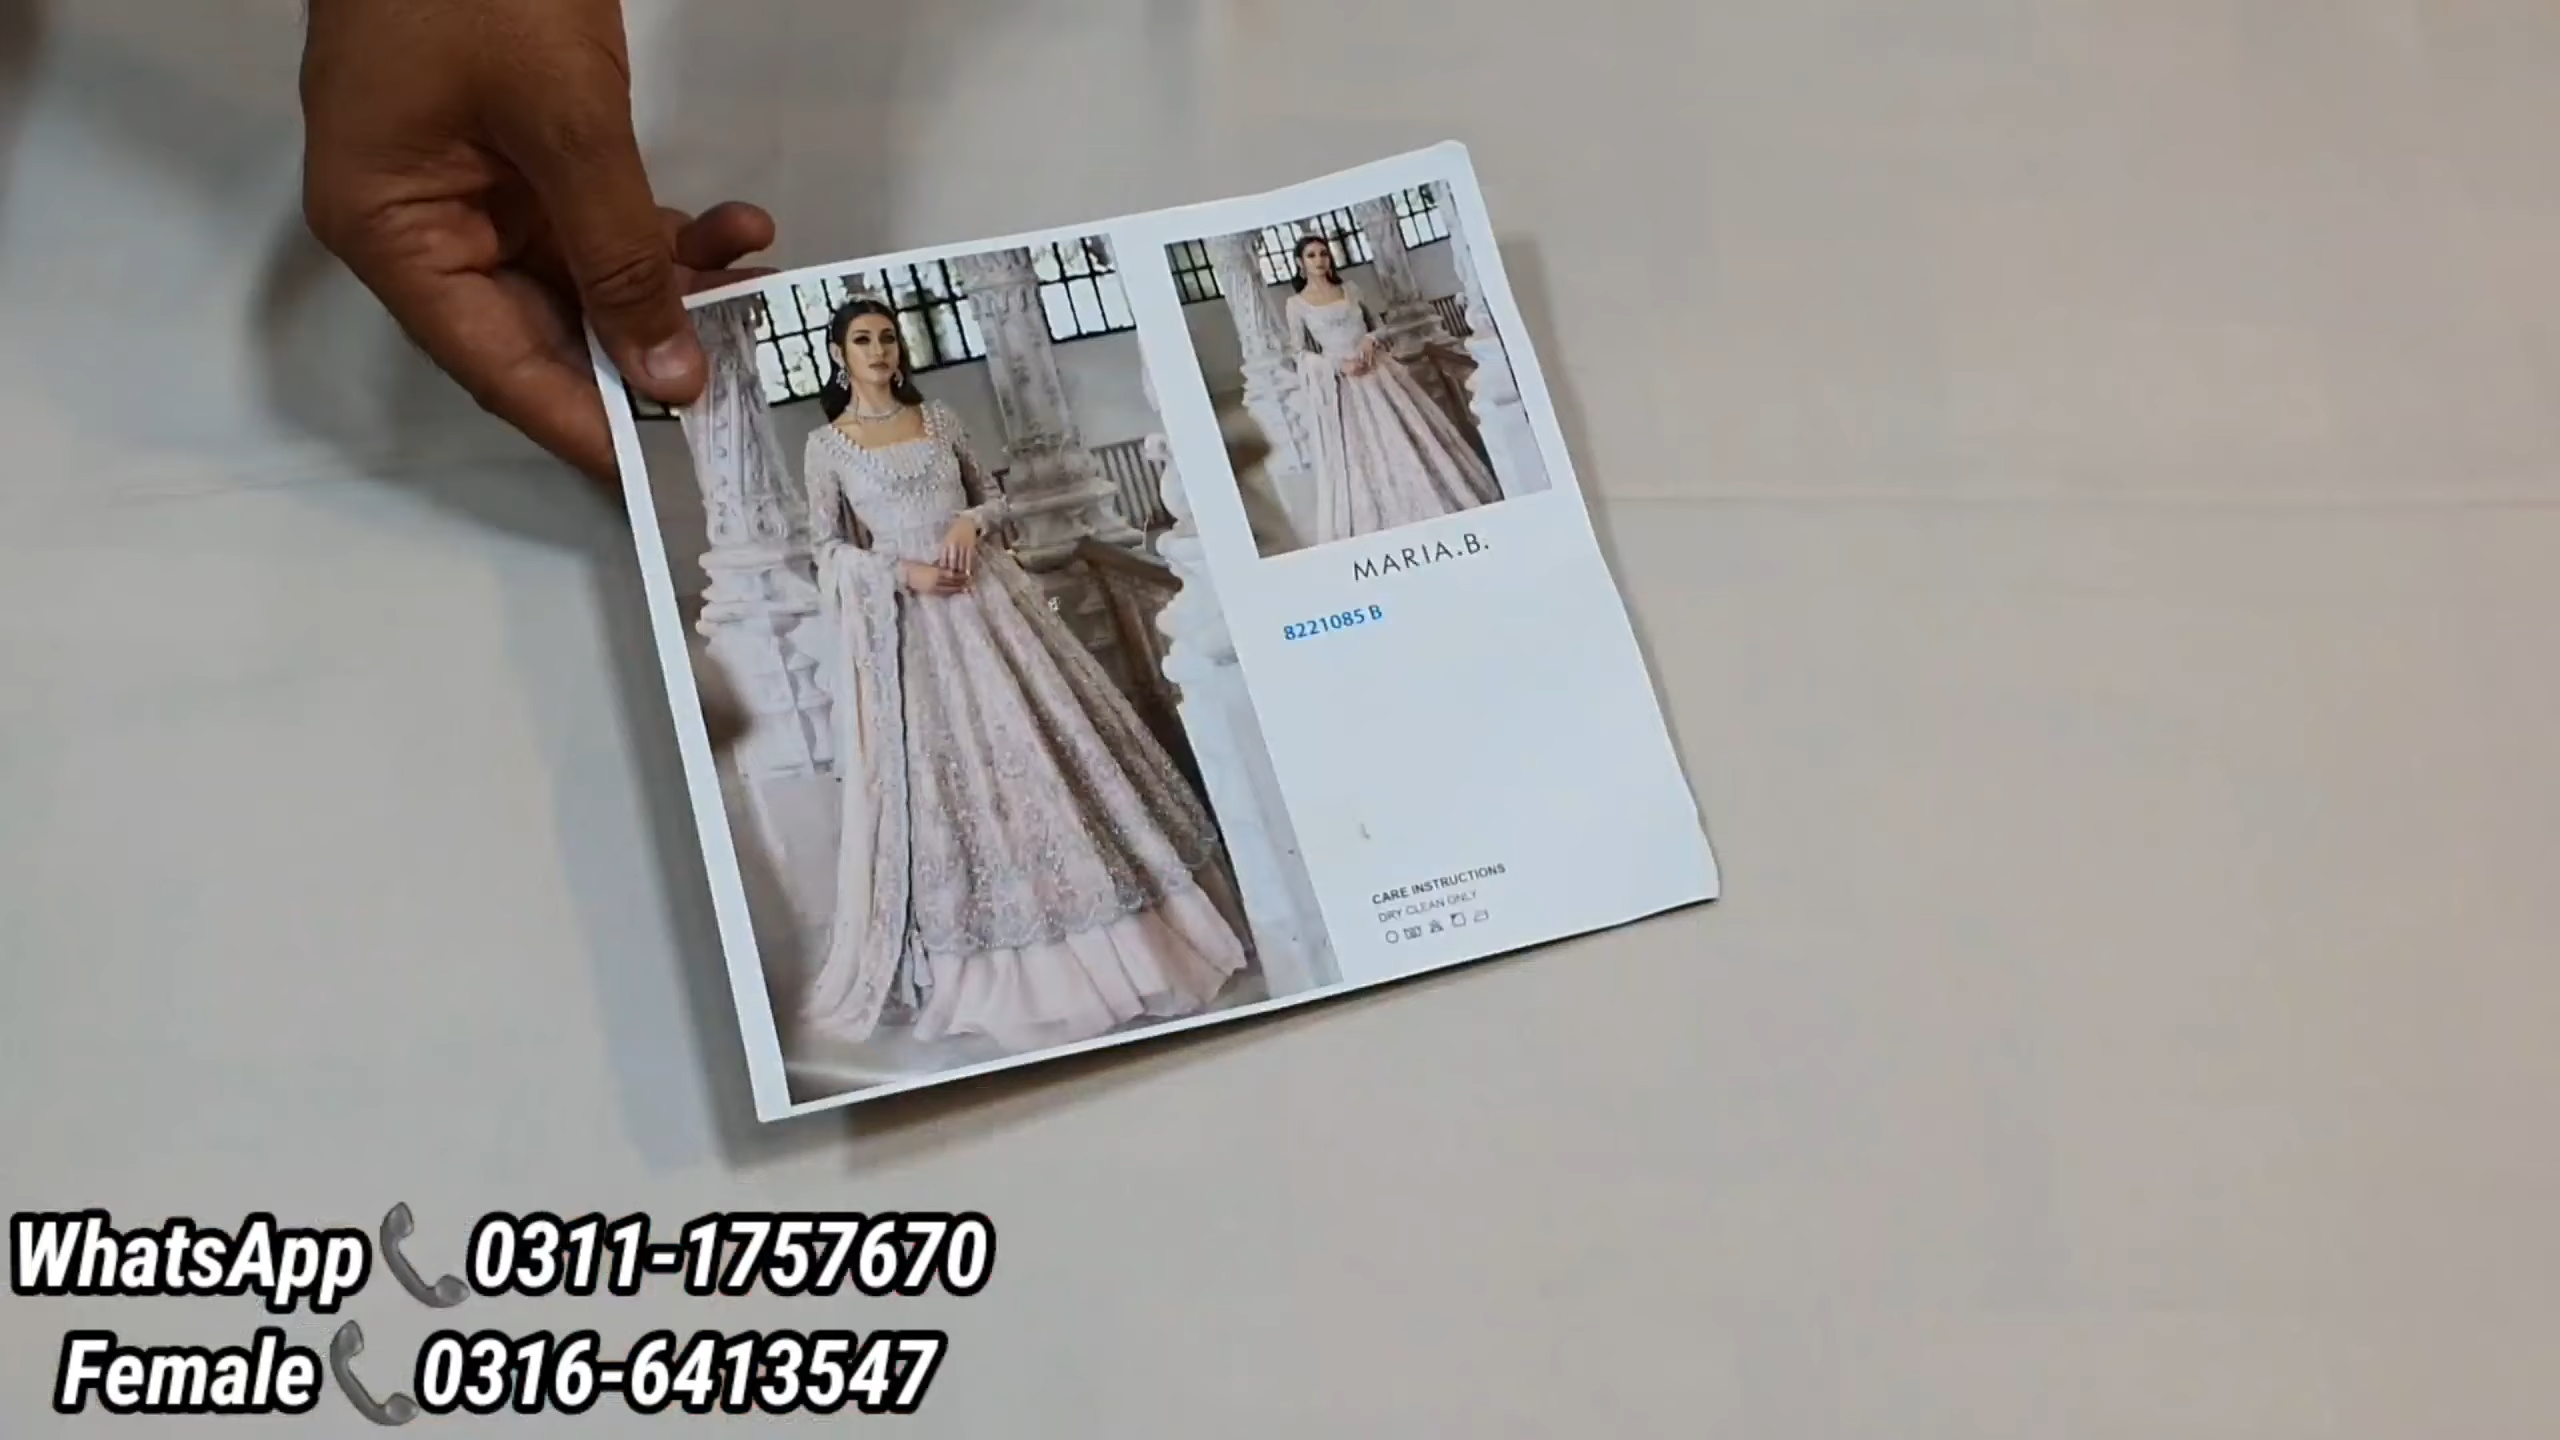 MARIA.B.
8221085 B
CARE INSTRUCTIONS
DRY CLEAN ONLY
WhatsApp 0311-1757670
Female 0316-6413547